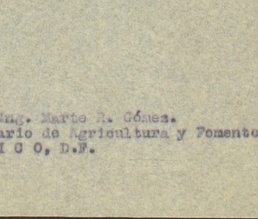 Ing. Marte R. Gómez.
ario de Agricultura y Fomento
I C O, D.F.